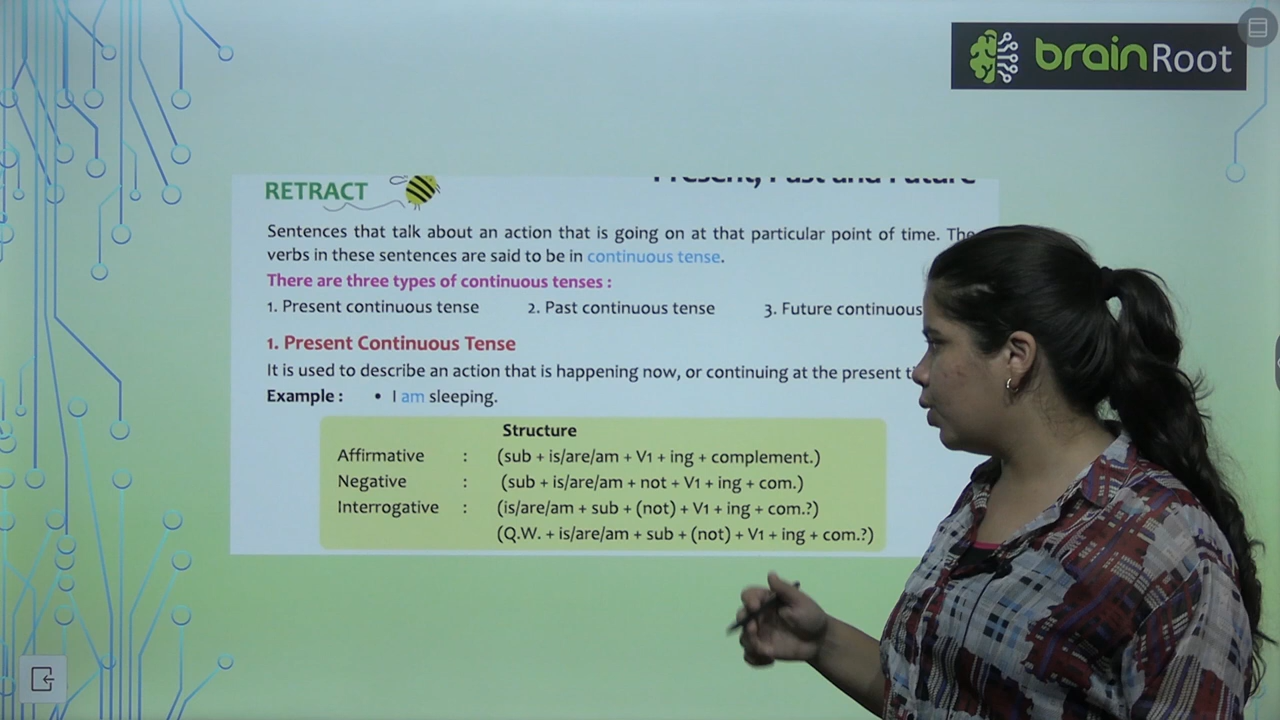 brainRoot
Present, Past and Future
RETRACT
Sentences that talk about an action that is going on at that particular point of time. The
verbs in these sentences are said to be in continuous tense.
There are three types of continuous tenses :
1. Present continuous tense 2. Past continuous tense 3. Future continuous
1. Present Continuous Tense
It is used to describe an action that is happening now, or continuing at the present
Example : • I am sleeping.
Structure
Affirmative : (sub + is/are/am + V1 + ing + complement.)
Negative : (sub + is/are/am + not + V1 + ing + com.)
Interrogative : (is/are/am + sub + (not) + V1 + ing + com.?)
(Q.W. + is/are/am + sub + (not) + V1 + ing + com.?)